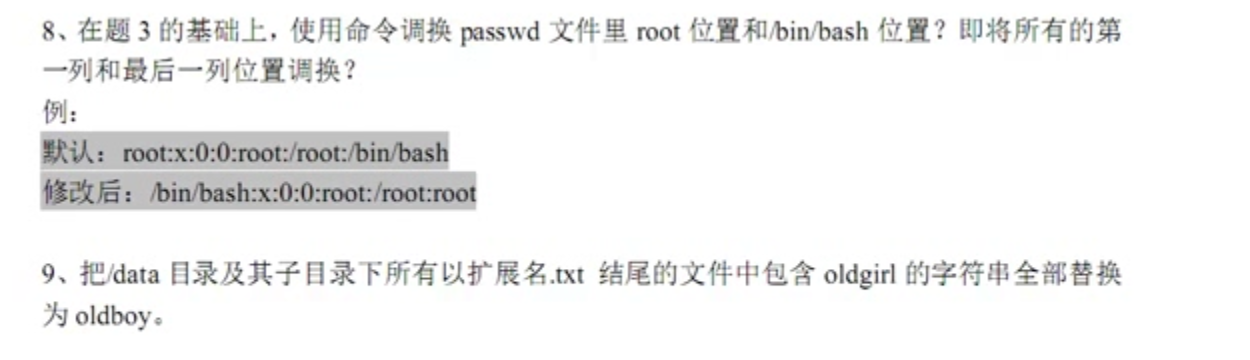 8、在题 3 的基础上，使用命令调换 passwd 文件里 root 位置和/bin/bash 位置？即将所有的第
一列和最后一列位置调换？
例：
默认：root:x:0:0:root:/root:/bin/bash
修改后：/bin/bash:x:0:0:root:/root:root
9、把/data 目录及其子目录下所有以扩展名.txt 结尾的文件中包含 oldgirl 的字符串全部替换
为 oldboy。